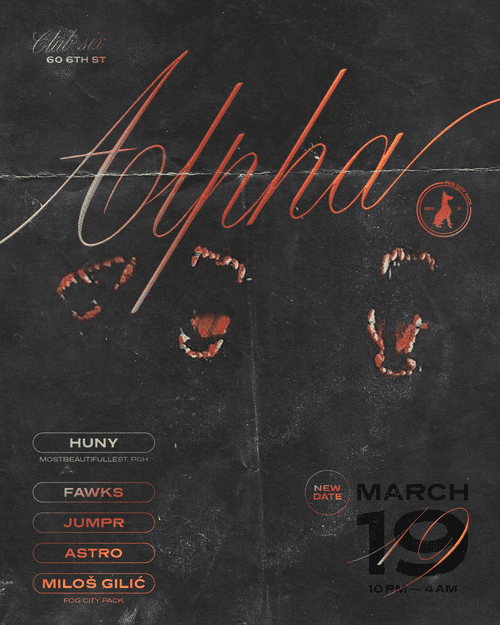 Club six
60 6TH ST
Alpha
HUNY
MOSTBEAUTIFULLEST, PGH
FAWKS
JUMPR
ASTRO
MILOŠ GILIĆ
FOG CITY PACK
NEW
DATE
MARCH
19
10 PM — 4 AM